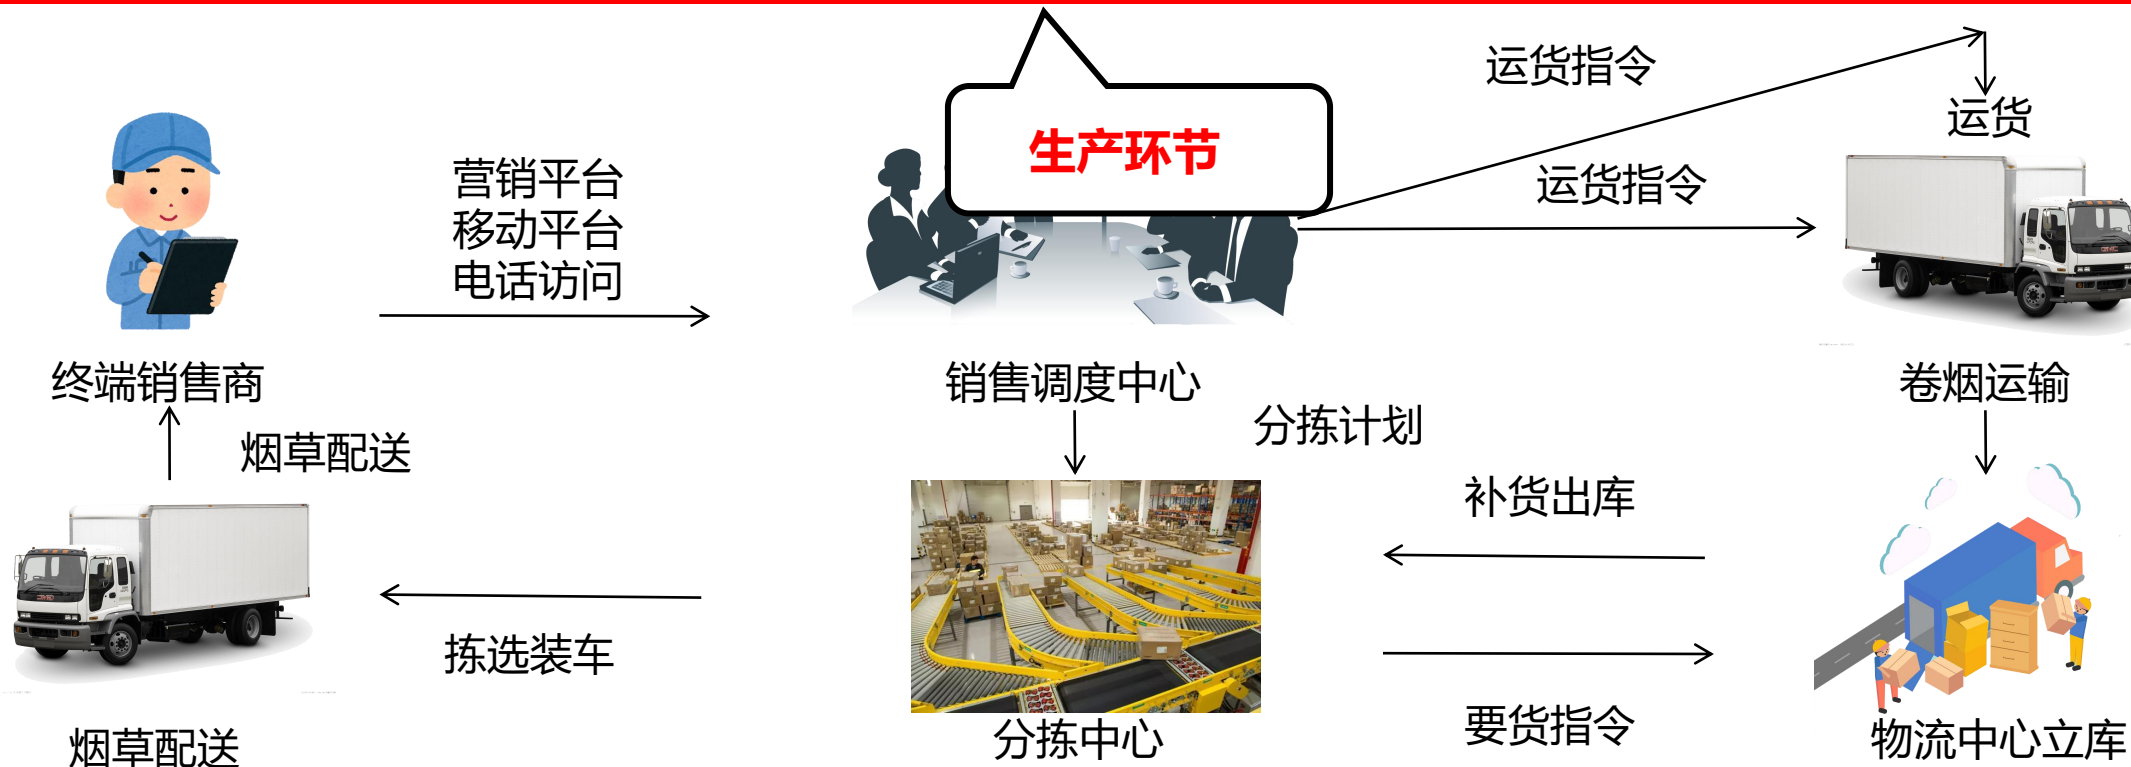 运货指令
运货
生产环节
营销平台
移动平台
电话访问
运货指令
终端销售商
销售调度中心
卷烟运输
烟草配送
分拣计划
补货出库
拣选装车
要货指令
烟草配送
分拣中心
物流中心立库